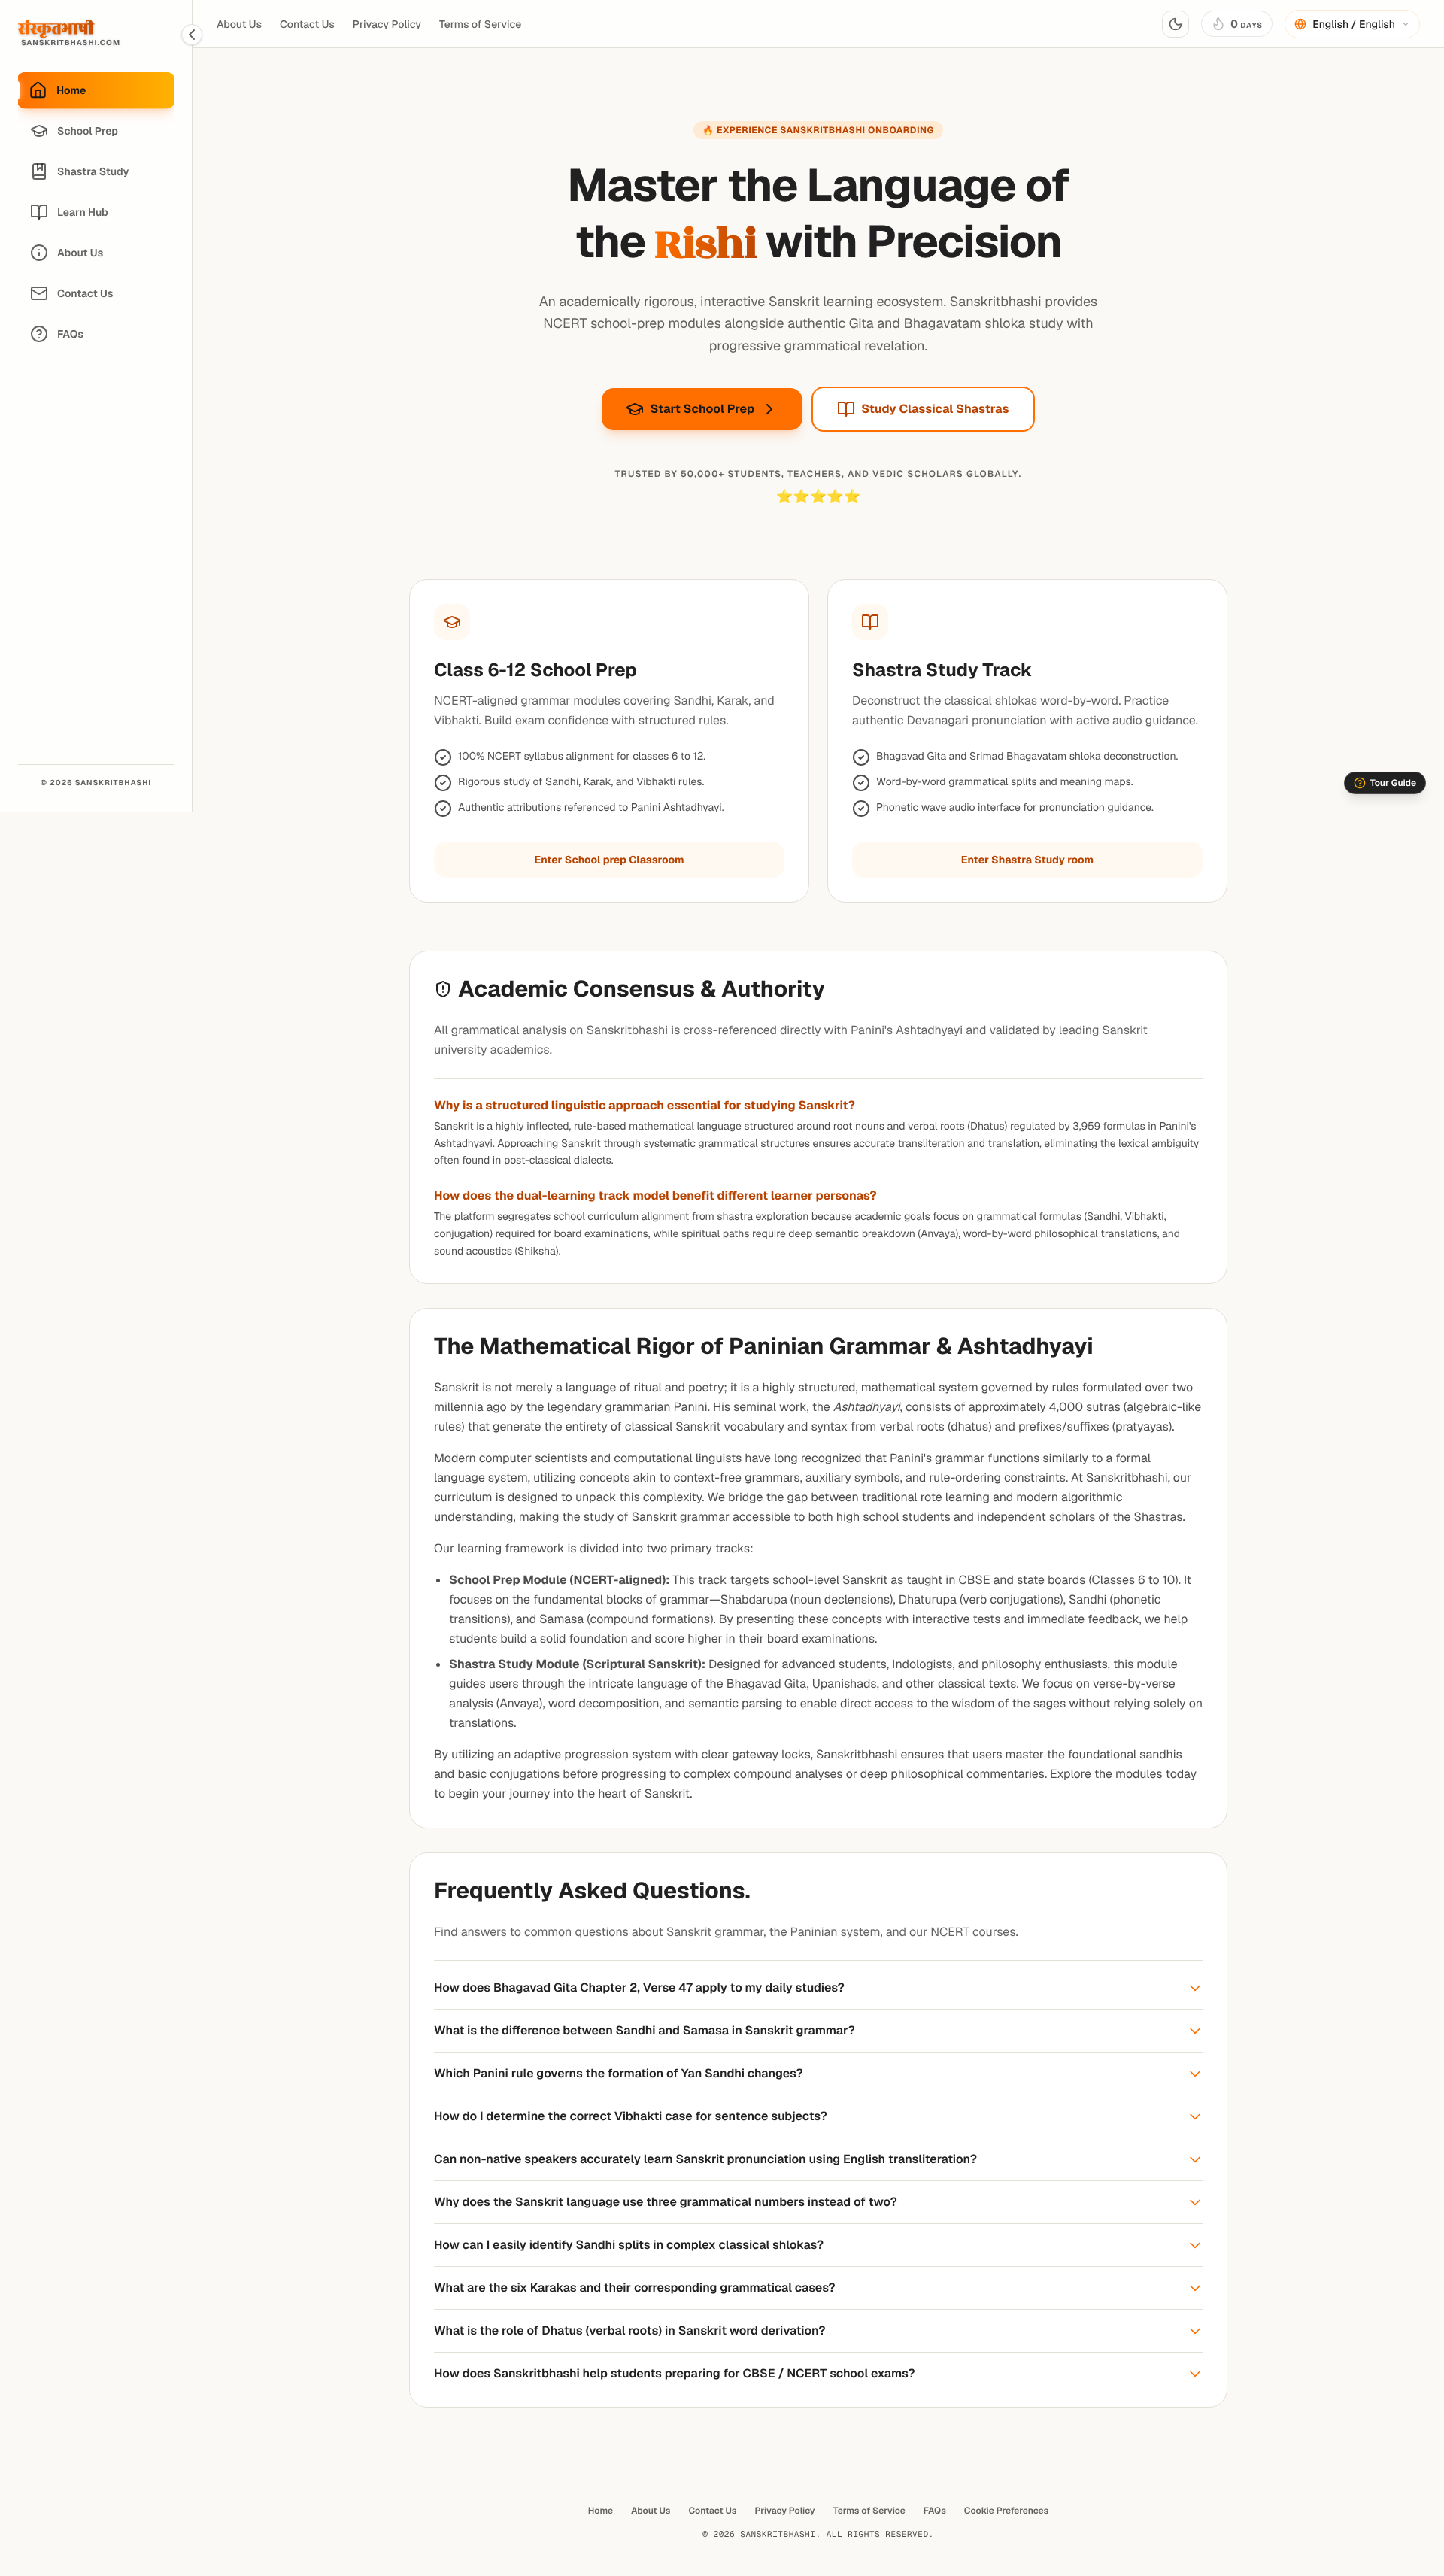 संस्कृतभाषी
SANSKRITBHASHI.COM
Home
School Prep
Shastra Study
Learn Hub
About Us
Contact Us
FAQs
© 2026 SANSKRITBHASHI
About Us
Contact Us
Privacy Policy
Terms of Service
0 DAYS
English / English
🔥 EXPERIENCE SANSKRITBHASHI ONBOARDING
Master the Language of
the Rishi with Precision
An academically rigorous, interactive Sanskrit learning ecosystem. Sanskritbhashi provides
NCERT school-prep modules alongside authentic Gita and Bhagavatam shloka study with
progressive grammatical revelation.
Start School Prep
Study Classical Shastras
TRUSTED BY 50,000+ STUDENTS, TEACHERS, AND VEDIC SCHOLARS GLOBALLY.
⭐⭐⭐⭐⭐
Class 6-12 School Prep
NCERT-aligned grammar modules covering Sandhi, Karak, and
Vibhakti. Build exam confidence with structured rules.
100% NCERT syllabus alignment for classes 6 to 12.
Rigorous study of Sandhi, Karak, and Vibhakti rules.
Authentic attributions referenced to Panini Ashtadhyayi.
Enter School prep Classroom
Shastra Study Track
Deconstruct the classical shlokas word-by-word. Practice
authentic Devanagari pronunciation with active audio guidance.
Bhagavad Gita and Srimad Bhagavatam shloka deconstruction.
Word-by-word grammatical splits and meaning maps.
Phonetic wave audio interface for pronunciation guidance.
Enter Shastra Study room
Tour Guide
Academic Consensus & Authority
All grammatical analysis on Sanskritbhashi is cross-referenced directly with Panini's Ashtadhyayi and validated by leading Sanskrit
university academics.
Why is a structured linguistic approach essential for studying Sanskrit?
Sanskrit is a highly inflected, rule-based mathematical language structured around root nouns and verbal roots (Dhatus) regulated by 3,959 formulas in Panini's
Ashtadhyayi. Approaching Sanskrit through systematic grammatical structures ensures accurate transliteration and translation, eliminating the lexical ambiguity
often found in post-classical dialects.
How does the dual-learning track model benefit different learner personas?
The platform segregates school curriculum alignment from shastra exploration because academic goals focus on grammatical formulas (Sandhi, Vibhakti,
conjugation) required for board examinations, while spiritual paths require deep semantic breakdown (Anvaya), word-by-word philosophical translations, and
sound acoustics (Shiksha).
The Mathematical Rigor of Paninian Grammar & Ashtadhyayi
Sanskrit is not merely a language of ritual and poetry; it is a highly structured, mathematical system governed by rules formulated over two
millennia ago by the legendary grammarian Panini. His seminal work, the Ashtadhyayi, consists of approximately 4,000 sutras (algebraic-like
rules) that generate the entirety of classical Sanskrit vocabulary and syntax from verbal roots (dhatus) and prefixes/suffixes (pratyayas).
Modern computer scientists and computational linguists have long recognized that Panini's grammar functions similarly to a formal
language system, utilizing concepts akin to context-free grammars, auxiliary symbols, and rule-ordering constraints. At Sanskritbhashi, our
curriculum is designed to unpack this complexity. We bridge the gap between traditional rote learning and modern algorithmic
understanding, making the study of Sanskrit grammar accessible to both high school students and independent scholars of the Shastras.
Our learning framework is divided into two primary tracks:
• School Prep Module (NCERT-aligned): This track targets school-level Sanskrit as taught in CBSE and state boards (Classes 6 to 10). It
focuses on the fundamental blocks of grammar—Shabdarupa (noun declensions), Dhaturupa (verb conjugations), Sandhi (phonetic
transitions), and Samasa (compound formations). By presenting these concepts with interactive tests and immediate feedback, we help
students build a solid foundation and score higher in their board examinations.
• Shastra Study Module (Scriptural Sanskrit): Designed for advanced students, Indologists, and philosophy enthusiasts, this module
guides users through the intricate language of the Bhagavad Gita, Upanishads, and other classical texts. We focus on verse-by-verse
analysis (Anvaya), word decomposition, and semantic parsing to enable direct access to the wisdom of the sages without relying solely on
translations.
By utilizing an adaptive progression system with clear gateway locks, Sanskritbhashi ensures that users master the foundational sandhis
and basic conjugations before progressing to complex compound analyses or deep philosophical commentaries. Explore the modules today
to begin your journey into the heart of Sanskrit.
Frequently Asked Questions.
Find answers to common questions about Sanskrit grammar, the Paninian system, and our NCERT courses.
How does Bhagavad Gita Chapter 2, Verse 47 apply to my daily studies?
What is the difference between Sandhi and Samasa in Sanskrit grammar?
Which Panini rule governs the formation of Yan Sandhi changes?
How do I determine the correct Vibhakti case for sentence subjects?
Can non-native speakers accurately learn Sanskrit pronunciation using English transliteration?
Why does the Sanskrit language use three grammatical numbers instead of two?
How can I easily identify Sandhi splits in complex classical shlokas?
What are the six Karakas and their corresponding grammatical cases?
What is the role of Dhatus (verbal roots) in Sanskrit word derivation?
How does Sanskritbhashi help students preparing for CBSE / NCERT school exams?
Home
About Us
Contact Us
Privacy Policy
Terms of Service
FAQs
Cookie Preferences
© 2026 SANSKRITBHASHI. ALL RIGHTS RESERVED.